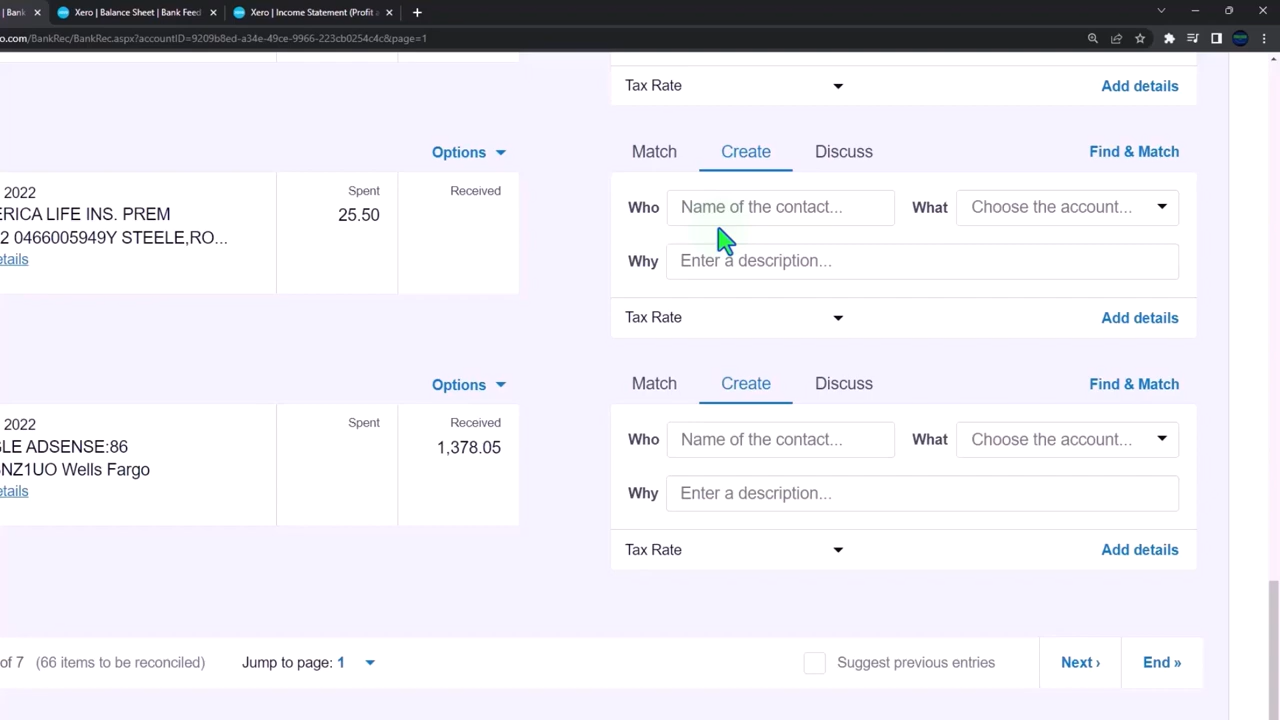 | Bank
Xero | Balance Sheet | Bank Feed
Xero | Income Statement (Profit a
o.com/BankRec/BankRec.aspx?accountID=9209b8ed-a34e-49ce-9966-223cb0254c4c&page=1
Tax Rate
Add details
Options
Match Create Discuss Find & Match
2022
Spent
Received
ERICA LIFE INS. PREM
25.50
2 0466005949Y STEELE,RO...
etails
Who Name of the contact... What Choose the account...
Why Enter a description...
Tax Rate
Add details
Options
Match Create Discuss Find & Match
2022
Spent
Received
GLE ADSENSE:86
1,378.05
NZ1UO Wells Fargo
etails
Who Name of the contact... What Choose the account...
Why Enter a description...
Tax Rate
Add details
of 7 (66 items to be reconciled) Jump to page: 1
Suggest previous entries
Next ›
End »